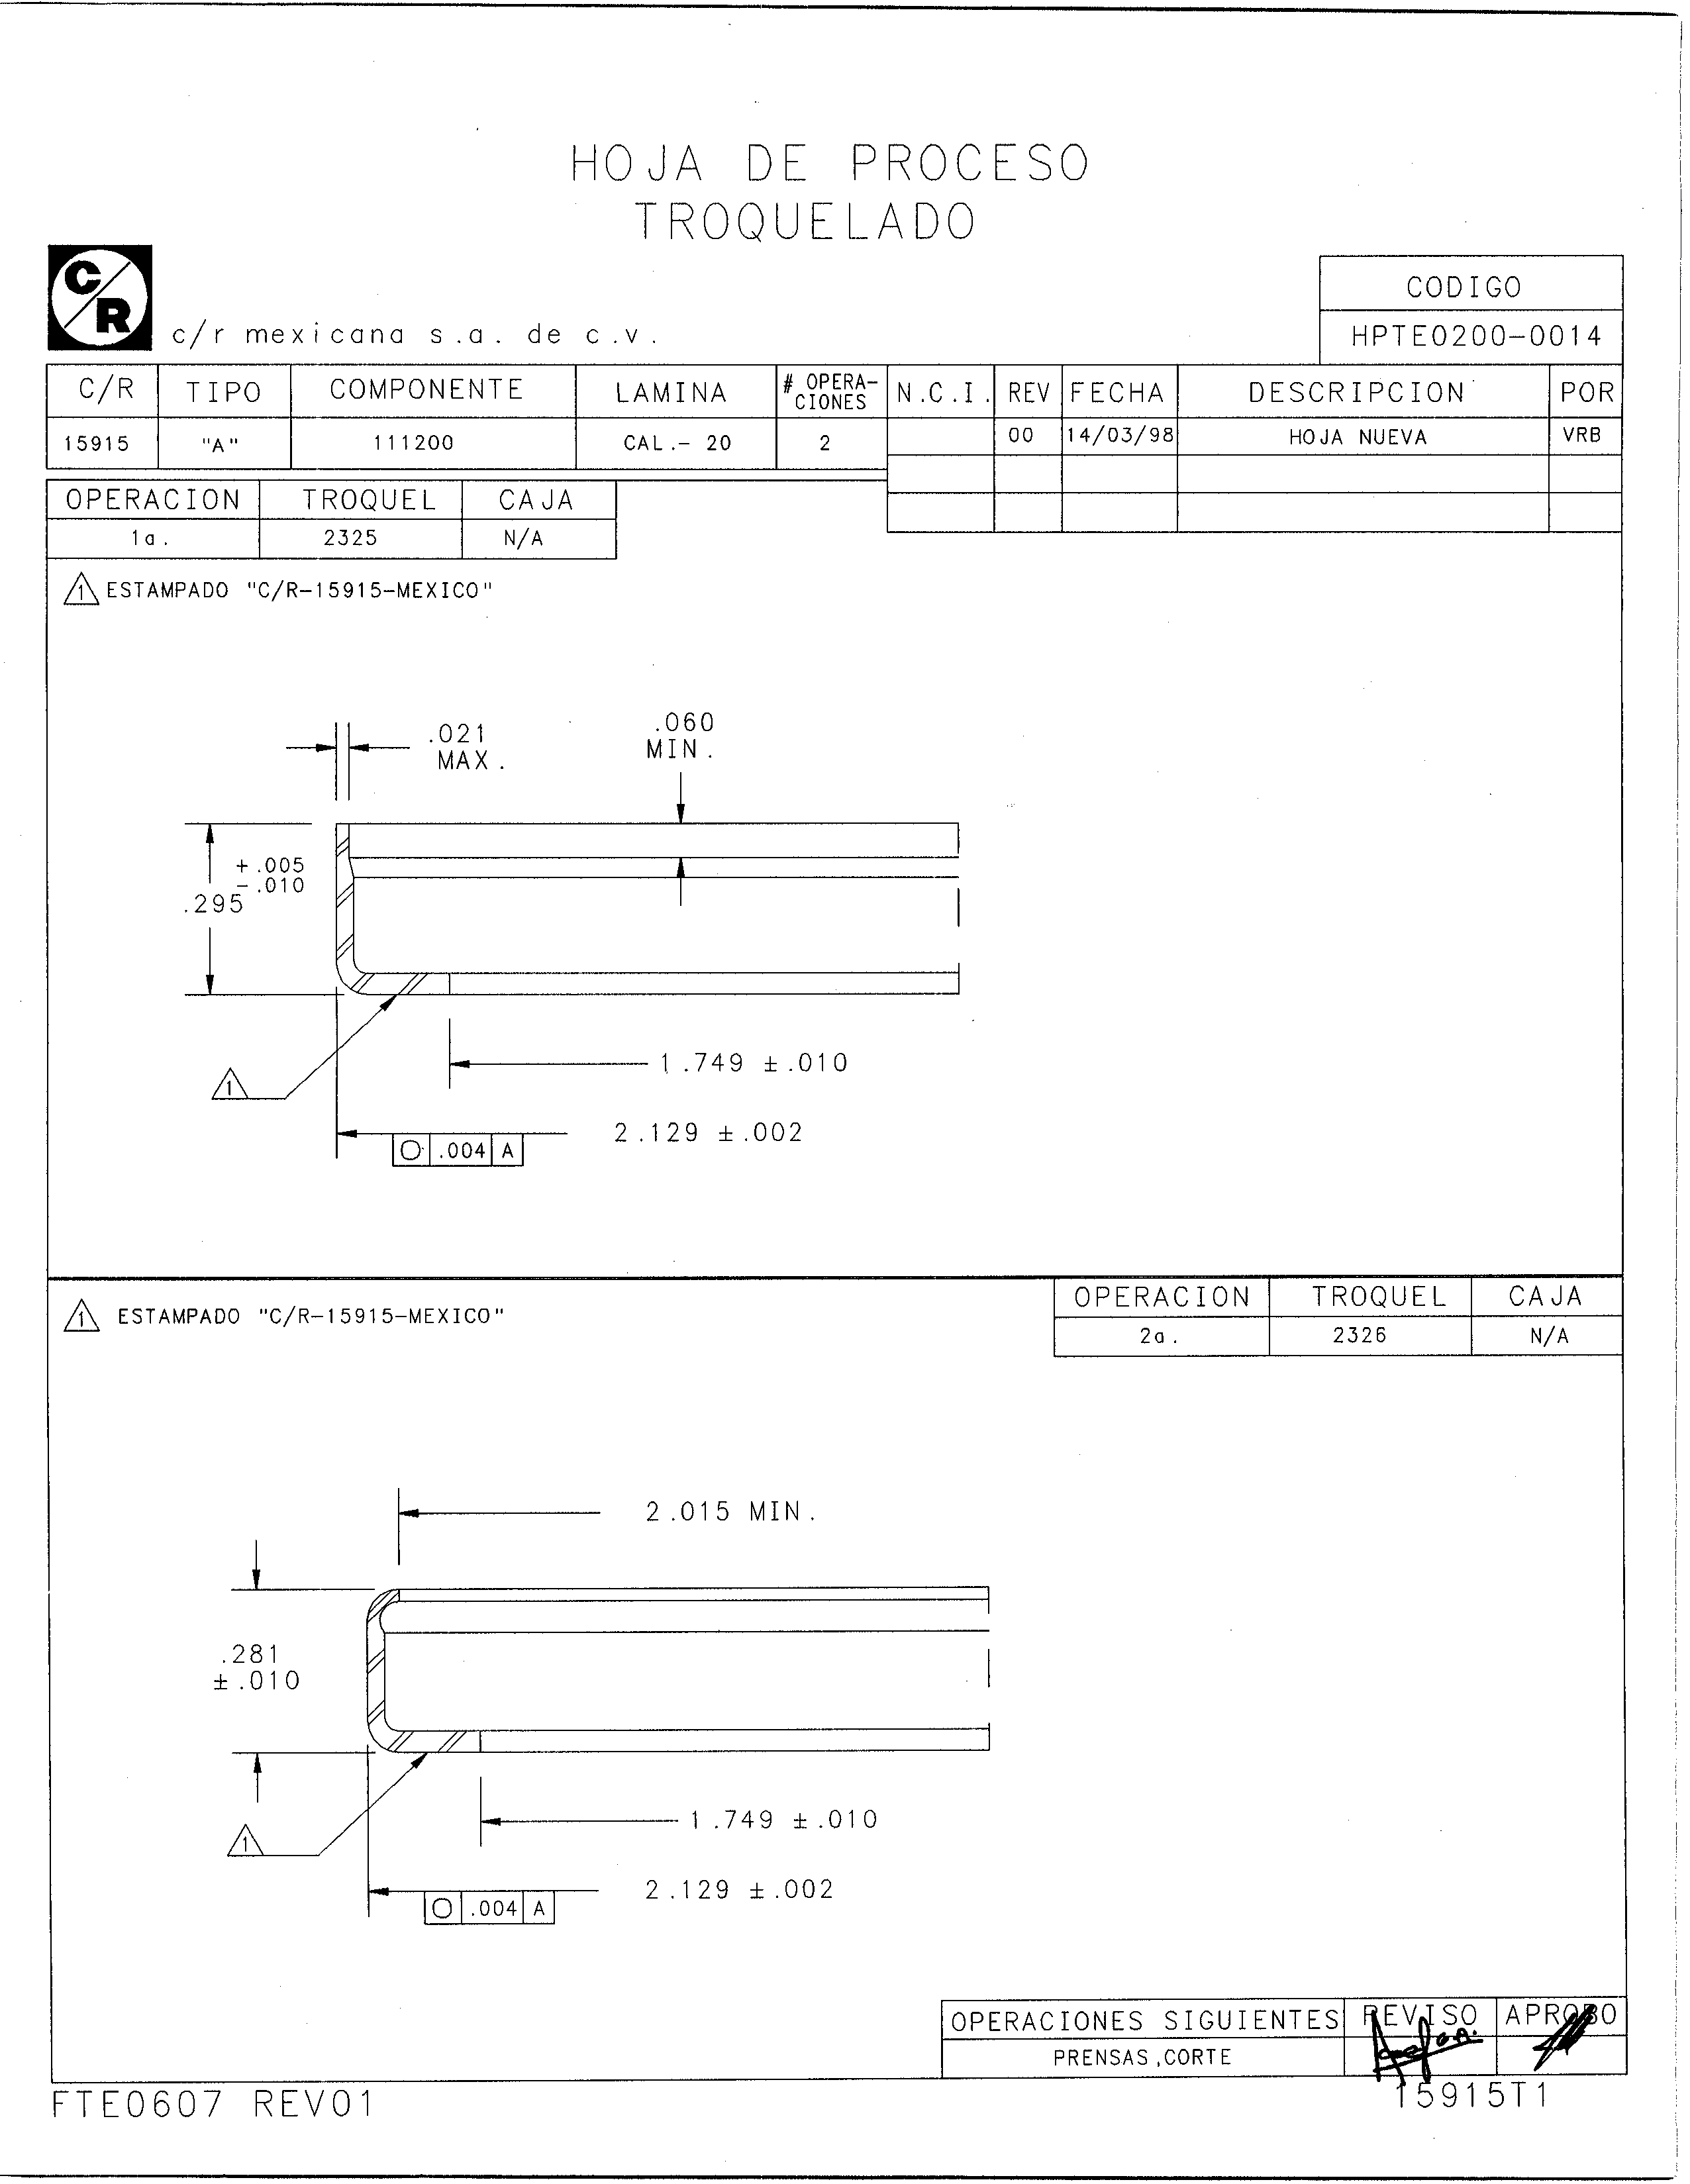 HOJA DE PROCESO
TROQUELADO
C/R
c/r mexicana s.a. de c.v.
CODIGO
HPTE0200-0014
C/R TIPO COMPONENTE LAMINA # OPERA-CIONES N.C.I. REV FECHA DESCRIPCION POR
15915 "A" 111200 CAL.- 20 2 00 14/03/98 HOJA NUEVA VRB
OPERACION TROQUEL CAJA
1a. 2325 N/A
1 ESTAMPADO "C/R-15915-MEXICO"
.021
MAX.
.060
MIN.
+.005
-.010
.295
1.749 ±.010
1
2.129 ±.002
.004 A
1 ESTAMPADO "C/R-15915-MEXICO"
OPERACION TROQUEL CAJA
2a. 2326 N/A
2.015 MIN.
.281
±.010
1.749 ±.010
1
2.129 ±.002
.004 A
OPERACIONES SIGUIENTES REVISO APROBO
PRENSAS,CORTE
FTE0607 REV01
15915T1